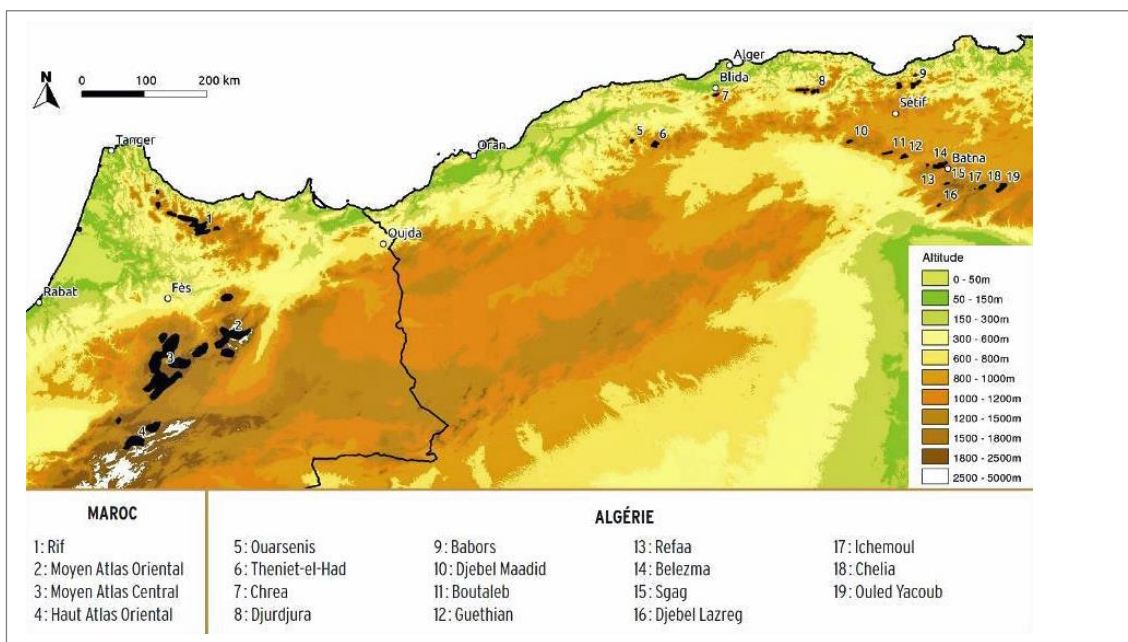 N
0 100 200 km
Alger
Blida
7
8
9
Sétif
5
6
10
11
12
14
Batna
13
15
17
18
19
16
Tanger
Oran
1
Oujda
Rabat
Fès
2
3
4
Altitude
0 - 50m
50 - 150m
150 - 300m
300 - 600m
600 - 800m
800 - 1000m
1000 - 1200m
1200 - 1500m
1500 - 1800m
1800 - 2500m
2500 - 5000m
MAROC
1: Rif
2: Moyen Atlas Oriental
3: Moyen Atlas Central
4: Haut Atlas Oriental
ALGÉRIE
5: Ouarsenis
6: Theniet-el-Had
7: Chrea
8: Djurdjura
9: Babors
10: Djebel Maadid
11: Boutaleb
12: Guethian
13: Refaa
14: Belezma
15: Sgag
16: Djebel Lazreg
17: Ichemoul
18: Chelia
19: Ouled Yacoub